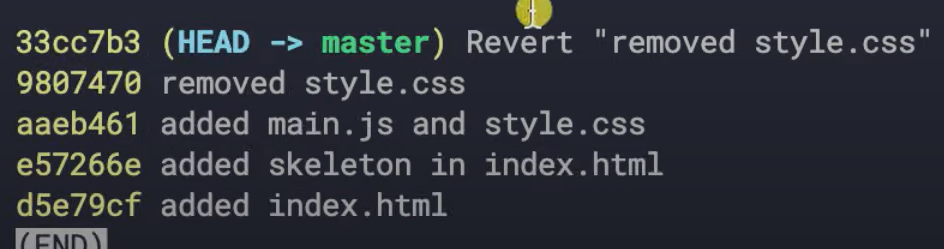 33cc7b3 (HEAD -> master) Revert "removed style.css"
9807470 removed style.css
aaeb461 added main.js and style.css
e57266e added skeleton in index.html
d5e79cf added index.html
(END)